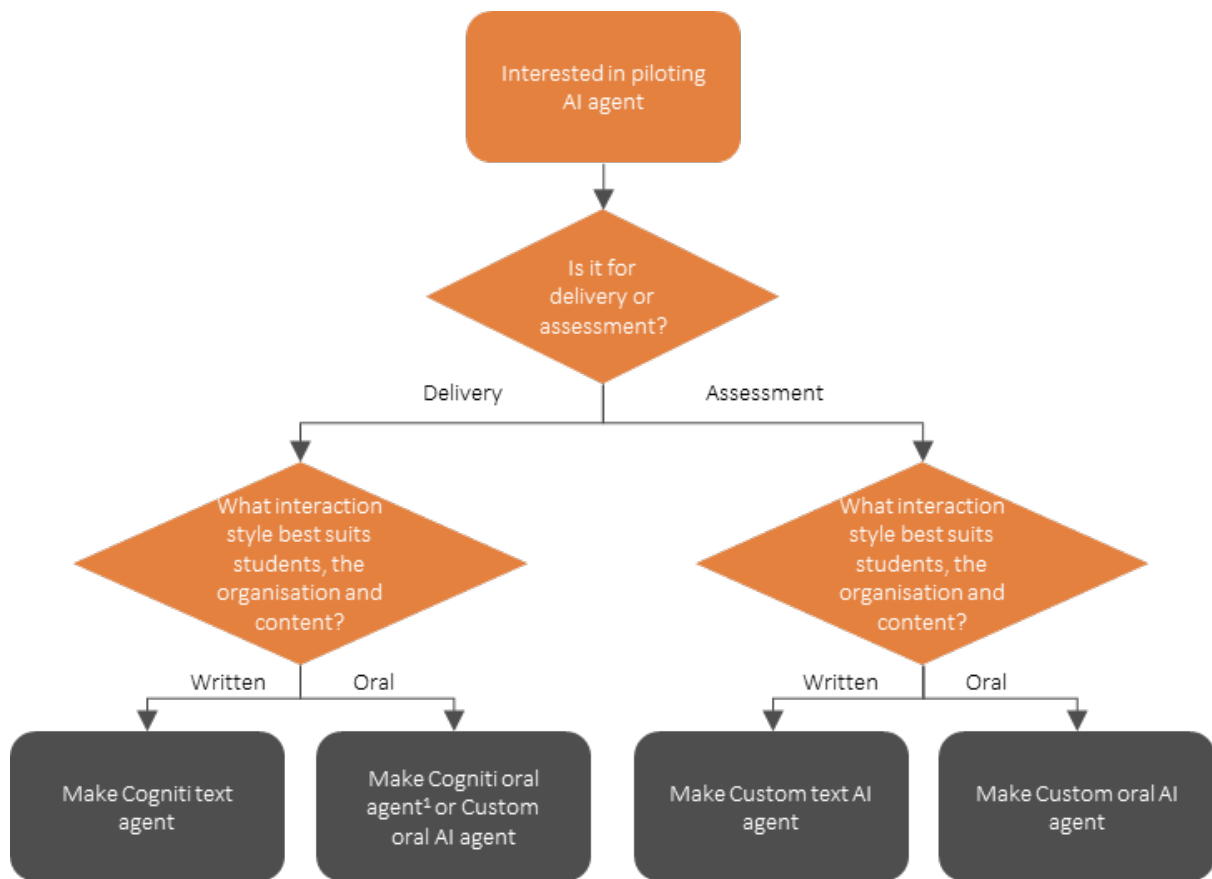 Interested in piloting
AI agent
Is it for
delivery or
assessment?
Delivery
Assessment
What interaction
style best suits
students, the
organisation and
content?
What interaction
style best suits
students, the
organisation and
content?
Written
Oral
Written
Oral
Make Cogniti text
agent
Make Cogniti oral
agent¹ or Custom
oral AI agent
Make Custom text AI
agent
Make Custom oral AI
agent